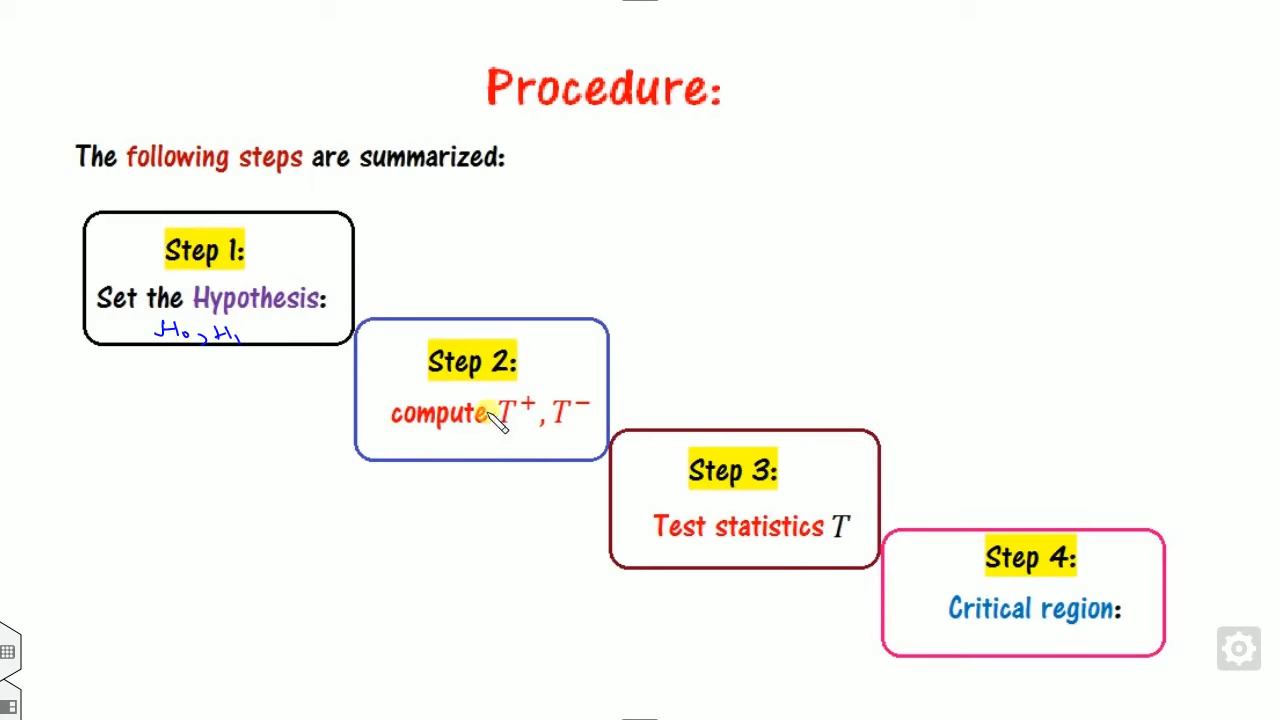 Procedure:
The following steps are summarized:
Step 1:
Set the Hypothesis:
H₀, H₁
Step 2:
compute T⁺, T⁻
Step 3:
Test statistics T
Step 4:
Critical region: